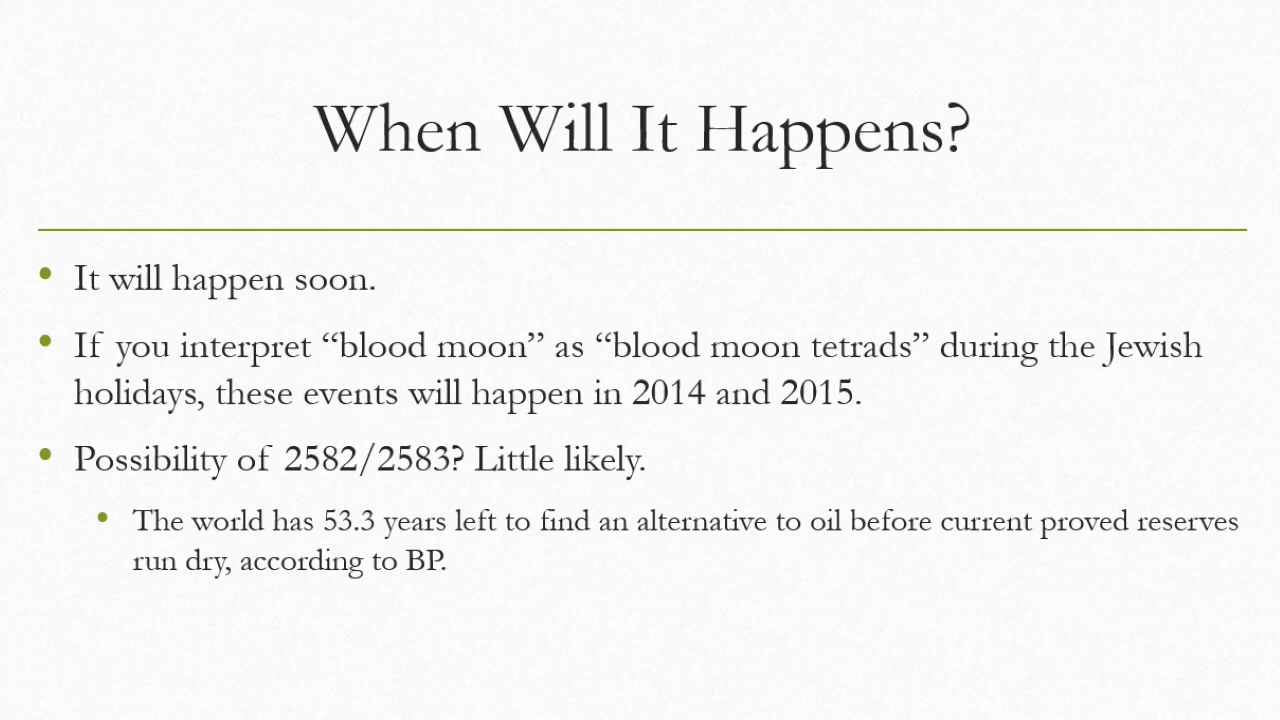 When Will It Happens?
• It will happen soon.
• If you interpret “blood moon” as “blood moon tetrads” during the Jewish
holidays, these events will happen in 2014 and 2015.
• Possibility of 2582/2583? Little likely.
• The world has 53.3 years left to find an alternative to oil before current proved reserves
run dry, according to BP.